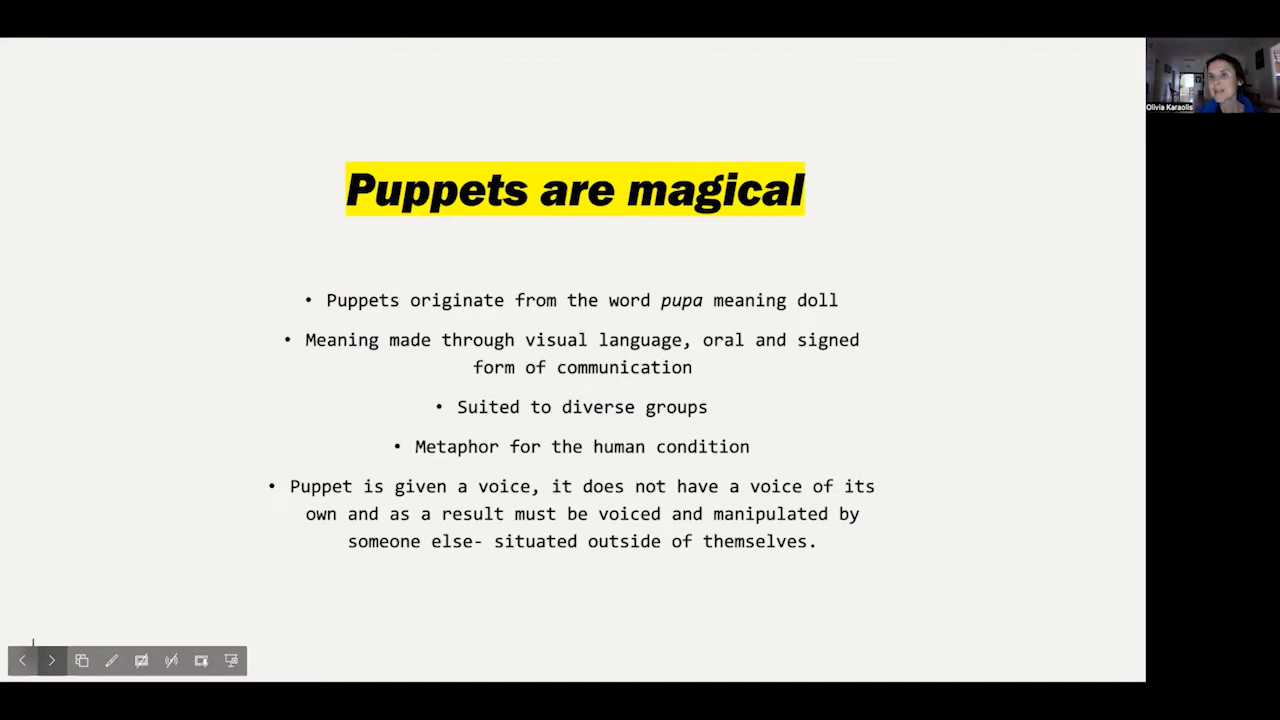 Puppets are magical
• Puppets originate from the word pupa meaning doll
• Meaning made through visual language, oral and signed
form of communication
• Suited to diverse groups
• Metaphor for the human condition
• Puppet is given a voice, it does not have a voice of its
own and as a result must be voiced and manipulated by
someone else- situated outside of themselves.
Olivia Karaolis